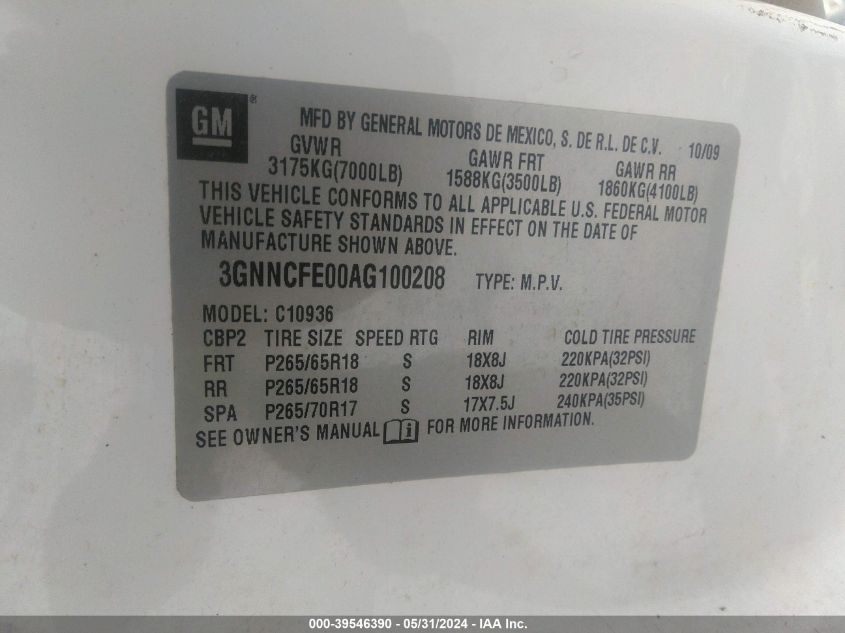 GM ®
MFD BY GENERAL MOTORS DE MEXICO, S. DE R.L. DE C.V. 10/09
GVWR GAWR FRT GAWR RR
3175KG(7000LB) 1588KG(3500LB) 1860KG(4100LB)
THIS VEHICLE CONFORMS TO ALL APPLICABLE U.S. FEDERAL MOTOR
VEHICLE SAFETY STANDARDS IN EFFECT ON THE DATE OF
MANUFACTURE SHOWN ABOVE.
3GNNCFE00AG100208 TYPE: M.P.V.
MODEL: C10936
CBP2 TIRE SIZE SPEED RTG RIM COLD TIRE PRESSURE
FRT P265/65R18 S 18X8J 220KPA(32PSI)
RR P265/65R18 S 18X8J 220KPA(32PSI)
SPA P265/70R17 S 17X7.5J 240KPA(35PSI)
SEE OWNER'S MANUAL i FOR MORE INFORMATION.
000-39546390 - 05/31/2024 - IAA Inc.